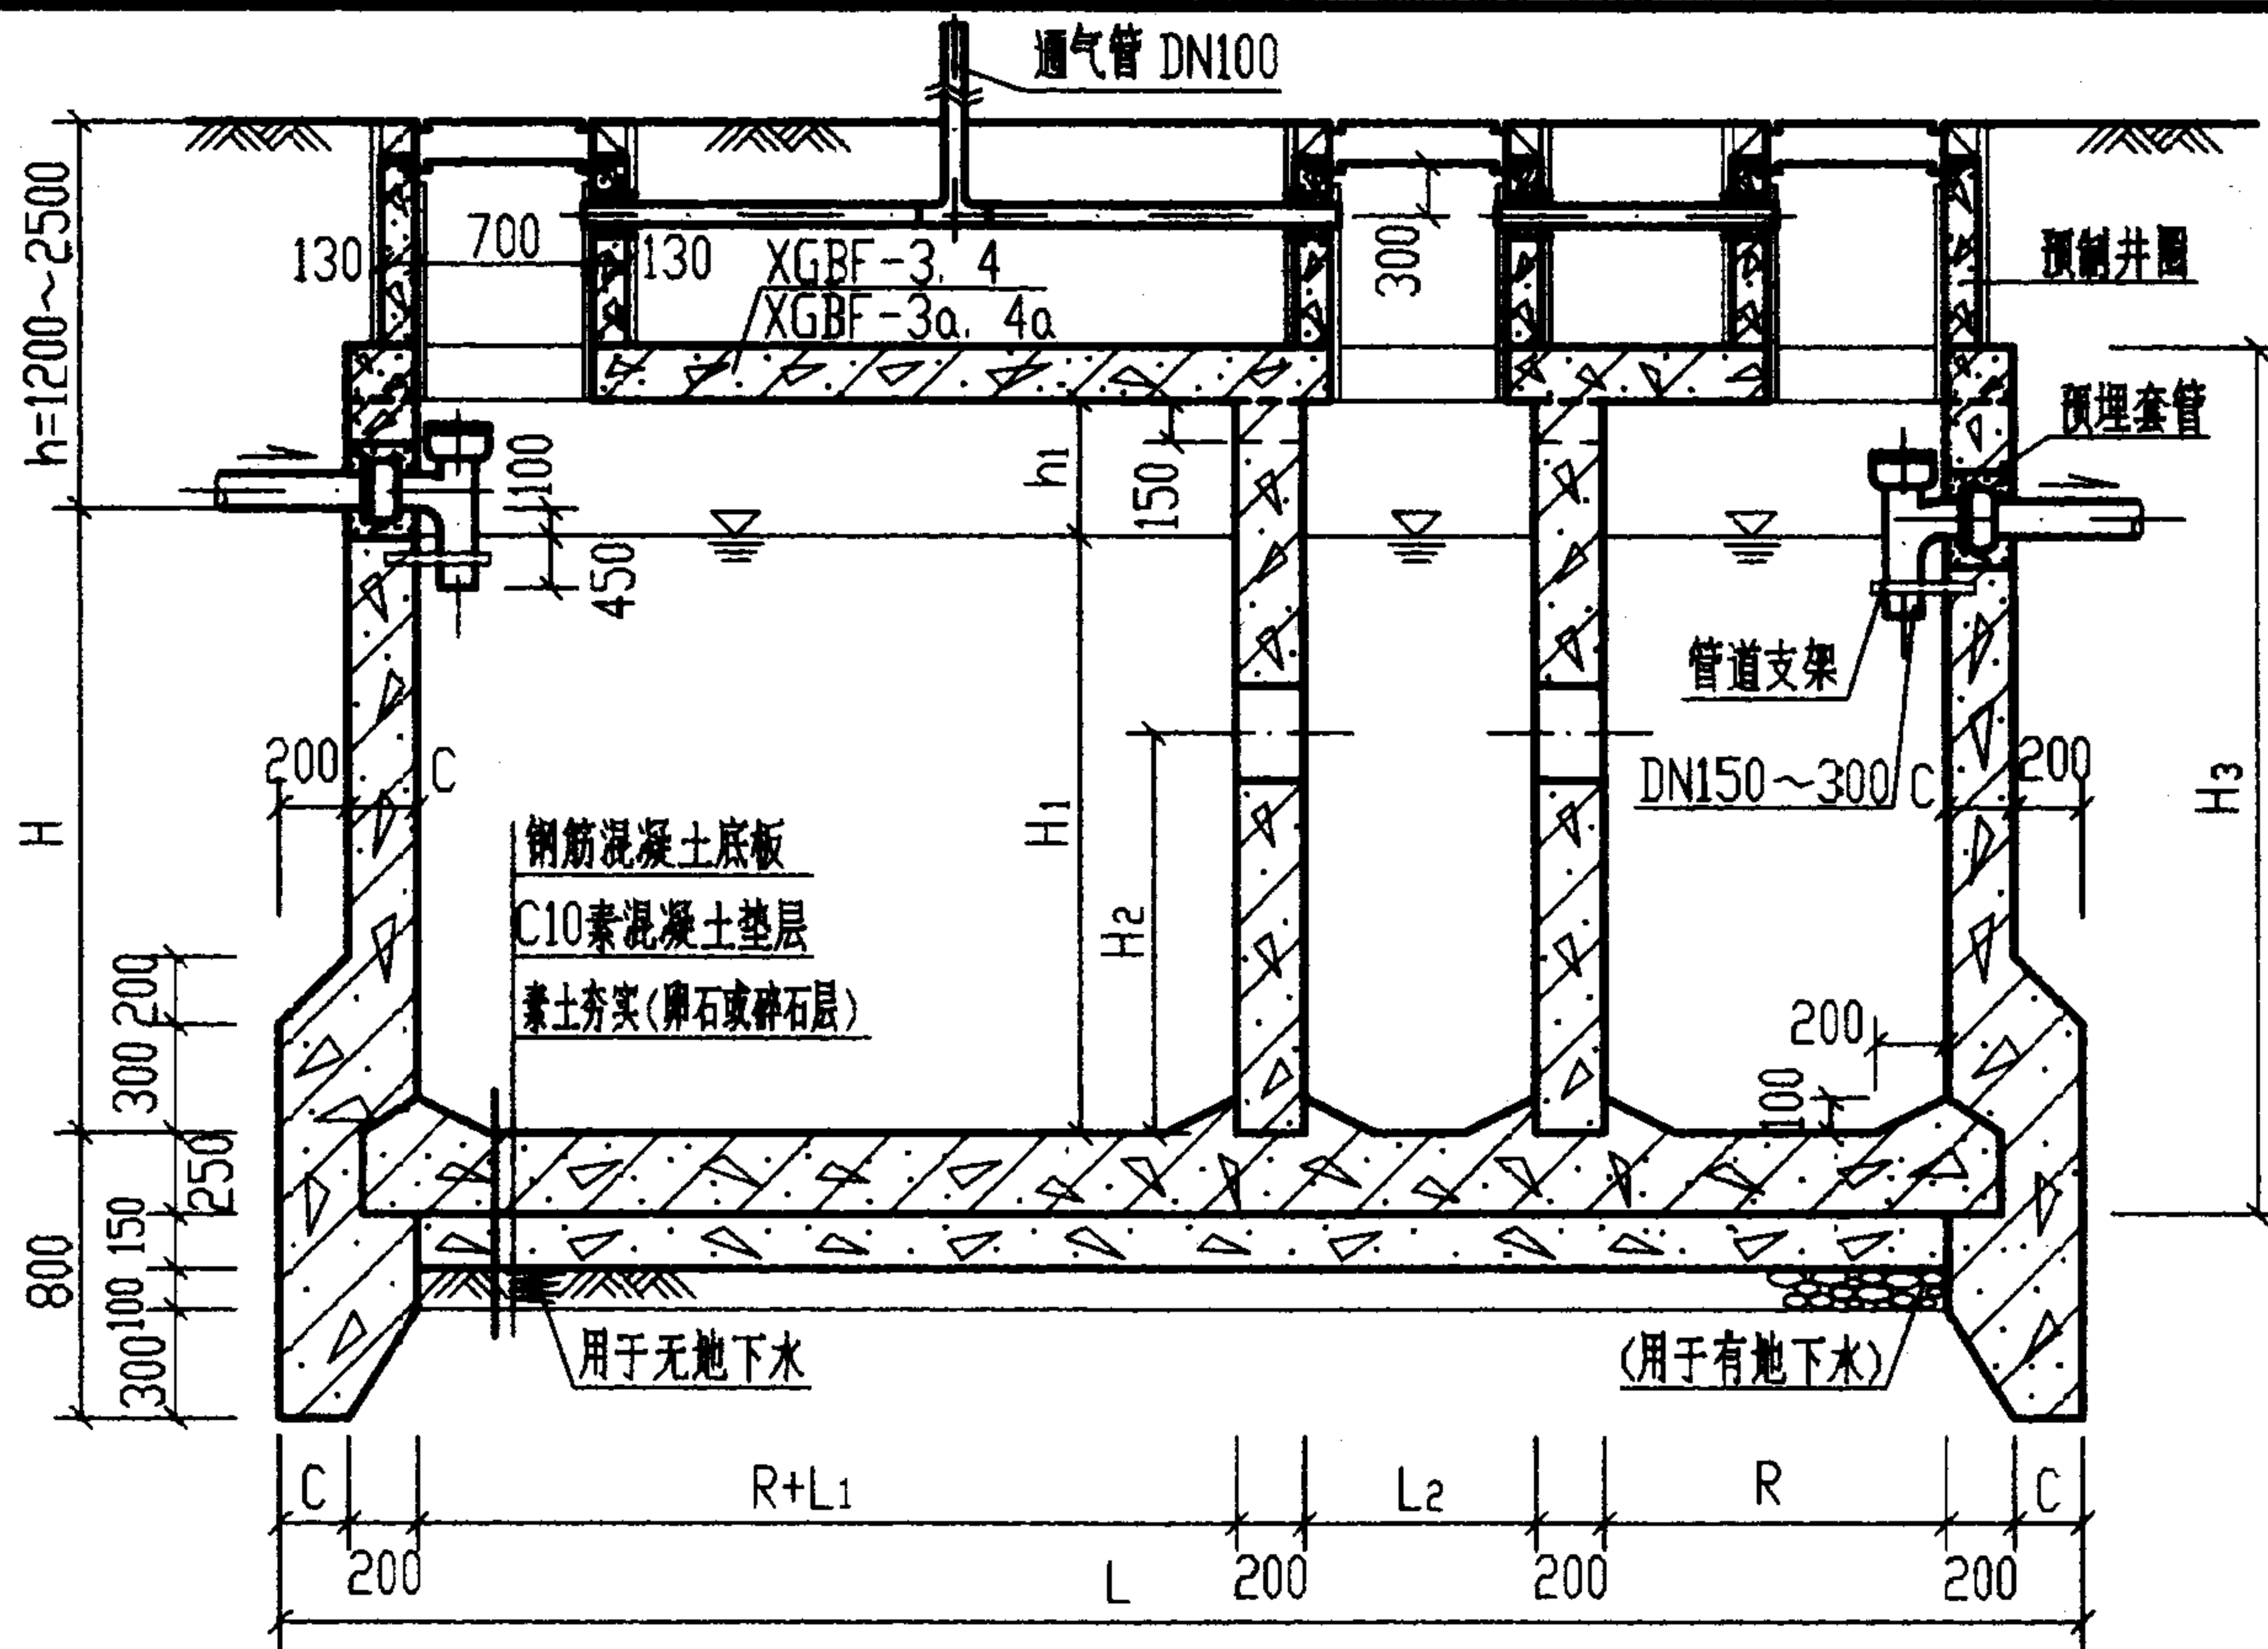 通气管 DN100
h=1200~2500
130
700
130
XGBF-3. 4
XGBF-3a. 4a
300
预制井圈
预埋套管
100
450
h1
150
管道支架
DN150~300
200
C
C
200
H
H1
H2
H3
钢筋混凝土底板
C10素混凝土垫层
素土夯实(卵石或碎石层)
200
300
250
150
100
300
800
200
100
用于无地下水
(用于有地下水)
C
R+L1
L2
R
C
200
L
200
200
200